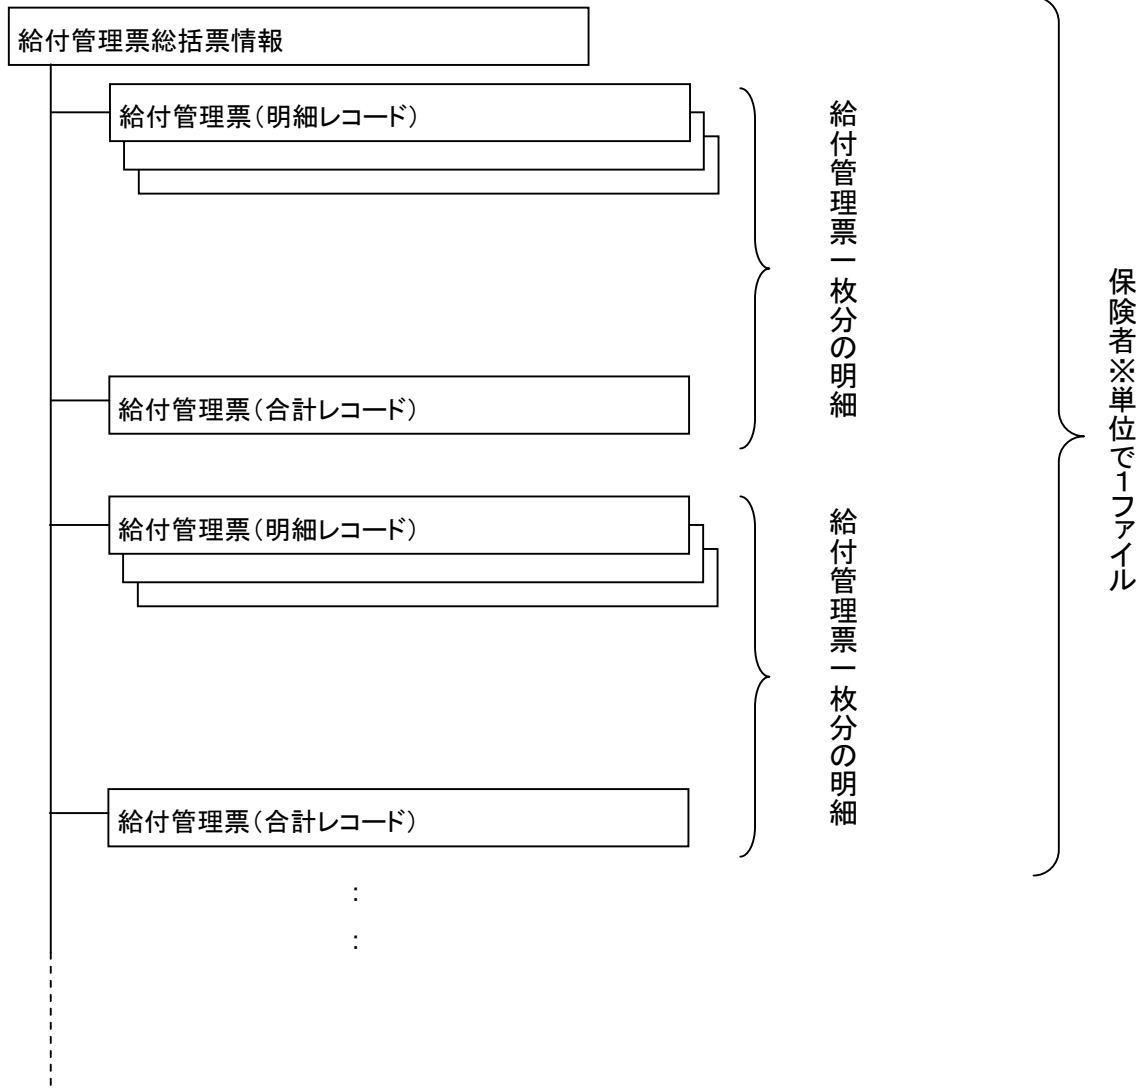 給付管理票総括票情報
給付管理票(明細レコード)
給付管理票(合計レコード)
給付管理票一枚分の明細
給付管理票(明細レコード)
給付管理票(合計レコード)
給付管理票一枚分の明細
:
:
保険者※単位で1ファイル